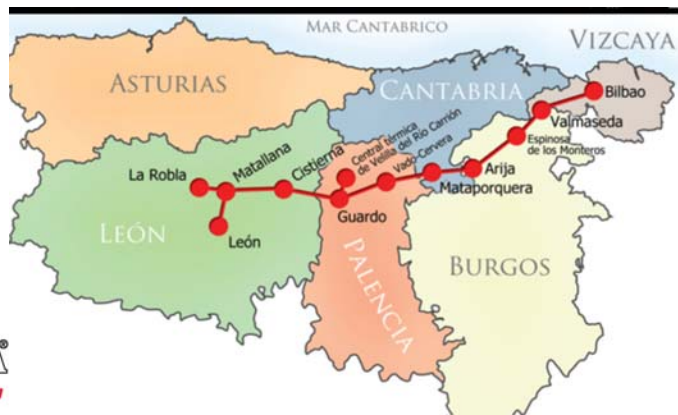 MAR CANTABRICO
VIZCAYA
ASTURIAS
CANTABRIA
Bilbao
Valmaseda
Espinosa
de los Monteros
Central térmica
de Velilla del Río Carrión
Vado-Cervera
Arija
Mataporquera
La Robla
Matallana
Cistierna
Guardo
LEÓN
León
PALENCIA
BURGOS